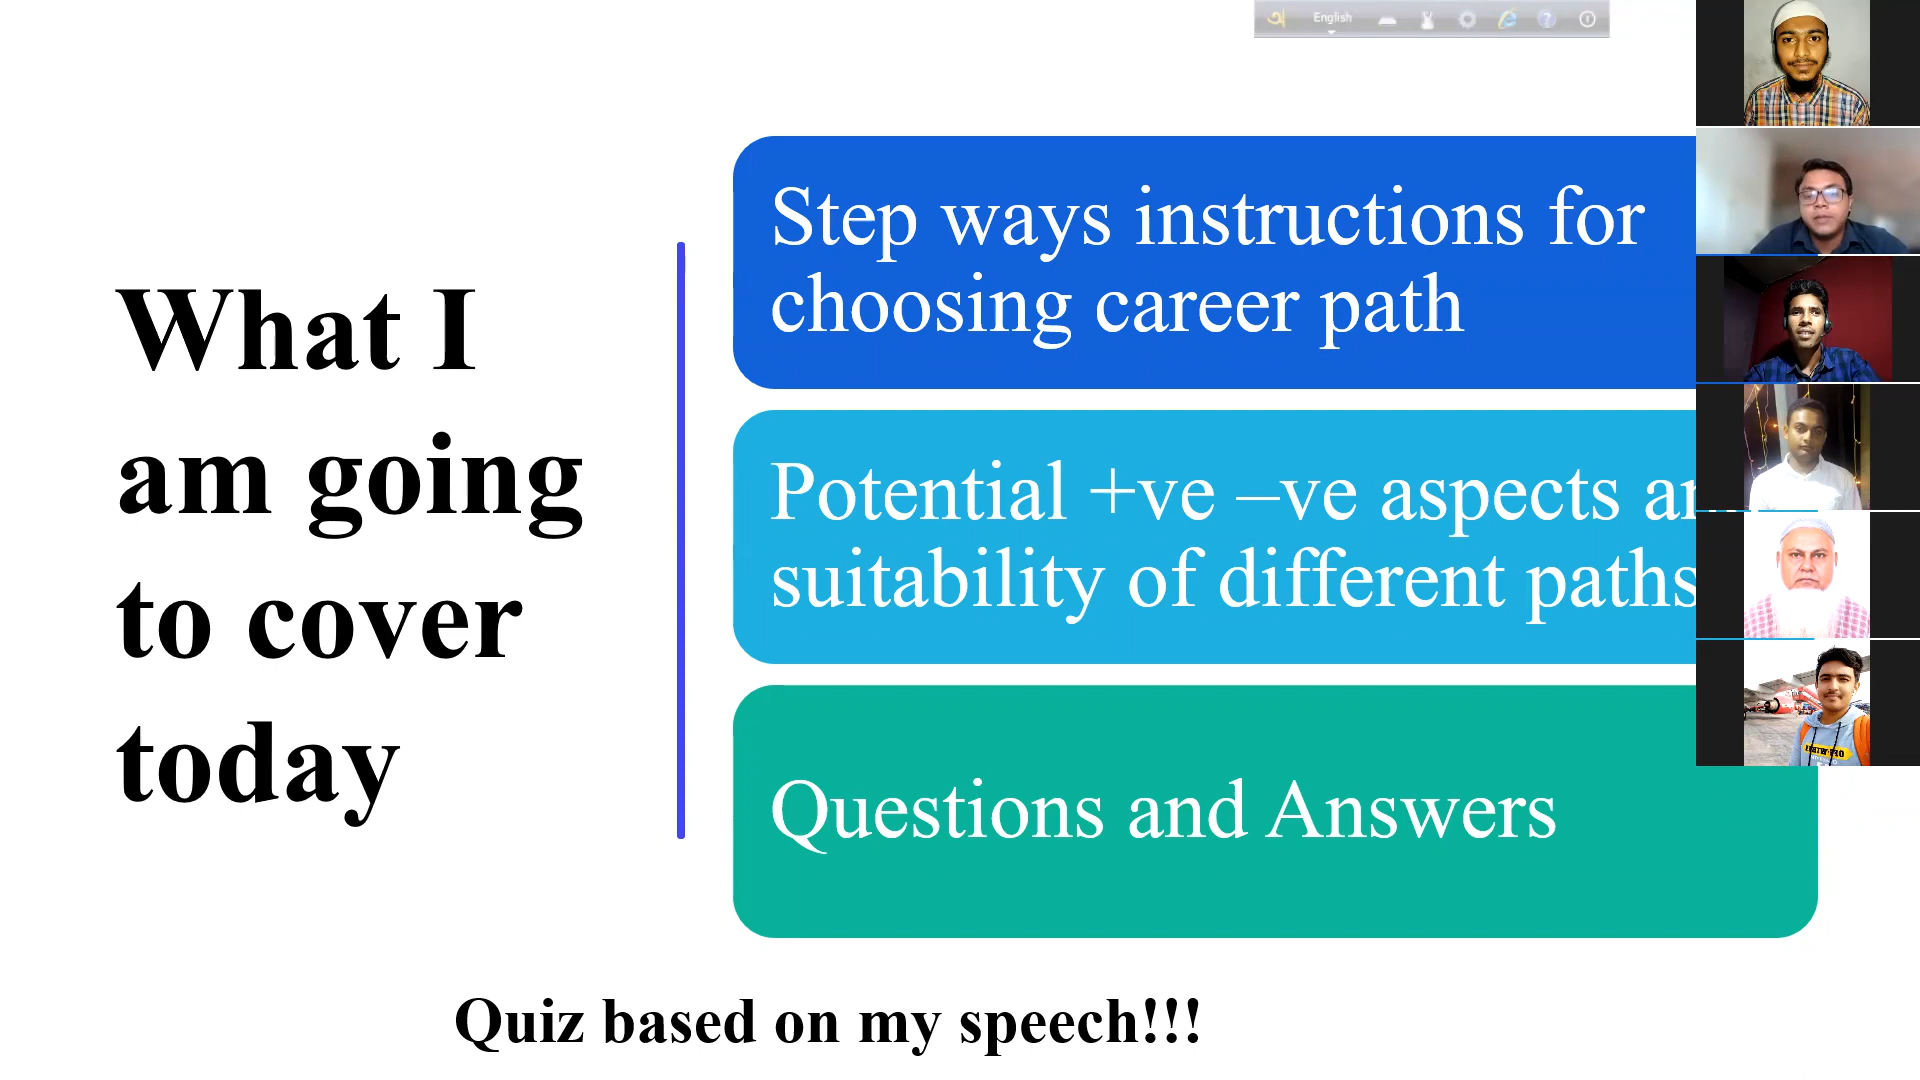 English
What I
am going
to cover
today
Step ways instructions for
choosing career path
Potential +ve –ve aspects
suitability of different paths
Questions and Answers
Quiz based on my speech!!!